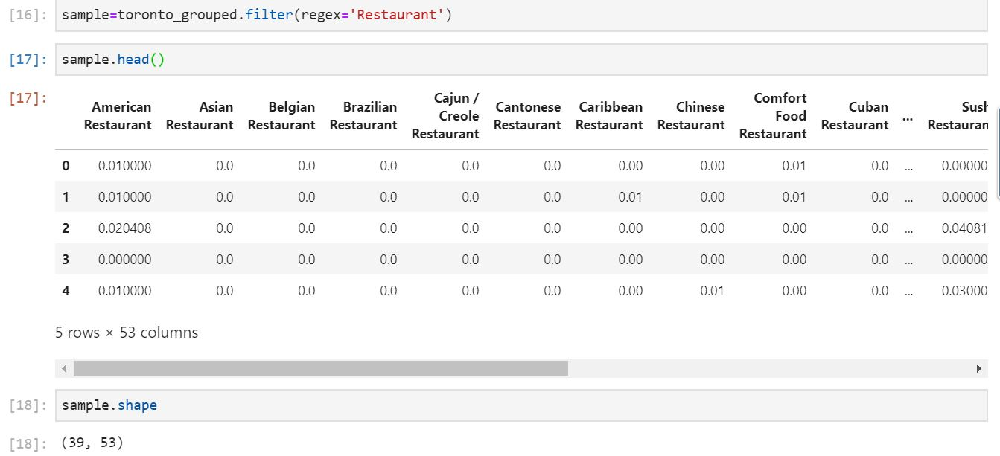 [16]: sample=toronto_grouped.filter(regex='Restaurant')
[17]: sample.head()
[17]:
American Restaurant Asian Restaurant Belgian Restaurant Brazilian Restaurant Cajun / Creole Restaurant Cantonese Restaurant Caribbean Restaurant Chinese Restaurant Comfort Food Restaurant Cuban Restaurant ... Sush Restauran
0 0.010000 0.0 0.0 0.0 0.0 0.0 0.00 0.00 0.01 0.0 ... 0.00000
1 0.010000 0.0 0.0 0.0 0.0 0.0 0.01 0.00 0.01 0.0 ... 0.00000
2 0.020408 0.0 0.0 0.0 0.0 0.0 0.00 0.00 0.00 0.0 ... 0.04081
3 0.000000 0.0 0.0 0.0 0.0 0.0 0.00 0.00 0.00 0.0 ... 0.00000
4 0.010000 0.0 0.0 0.0 0.0 0.0 0.00 0.01 0.00 0.0 ... 0.03000
5 rows × 53 columns
[18]: sample.shape
[18]: (39, 53)